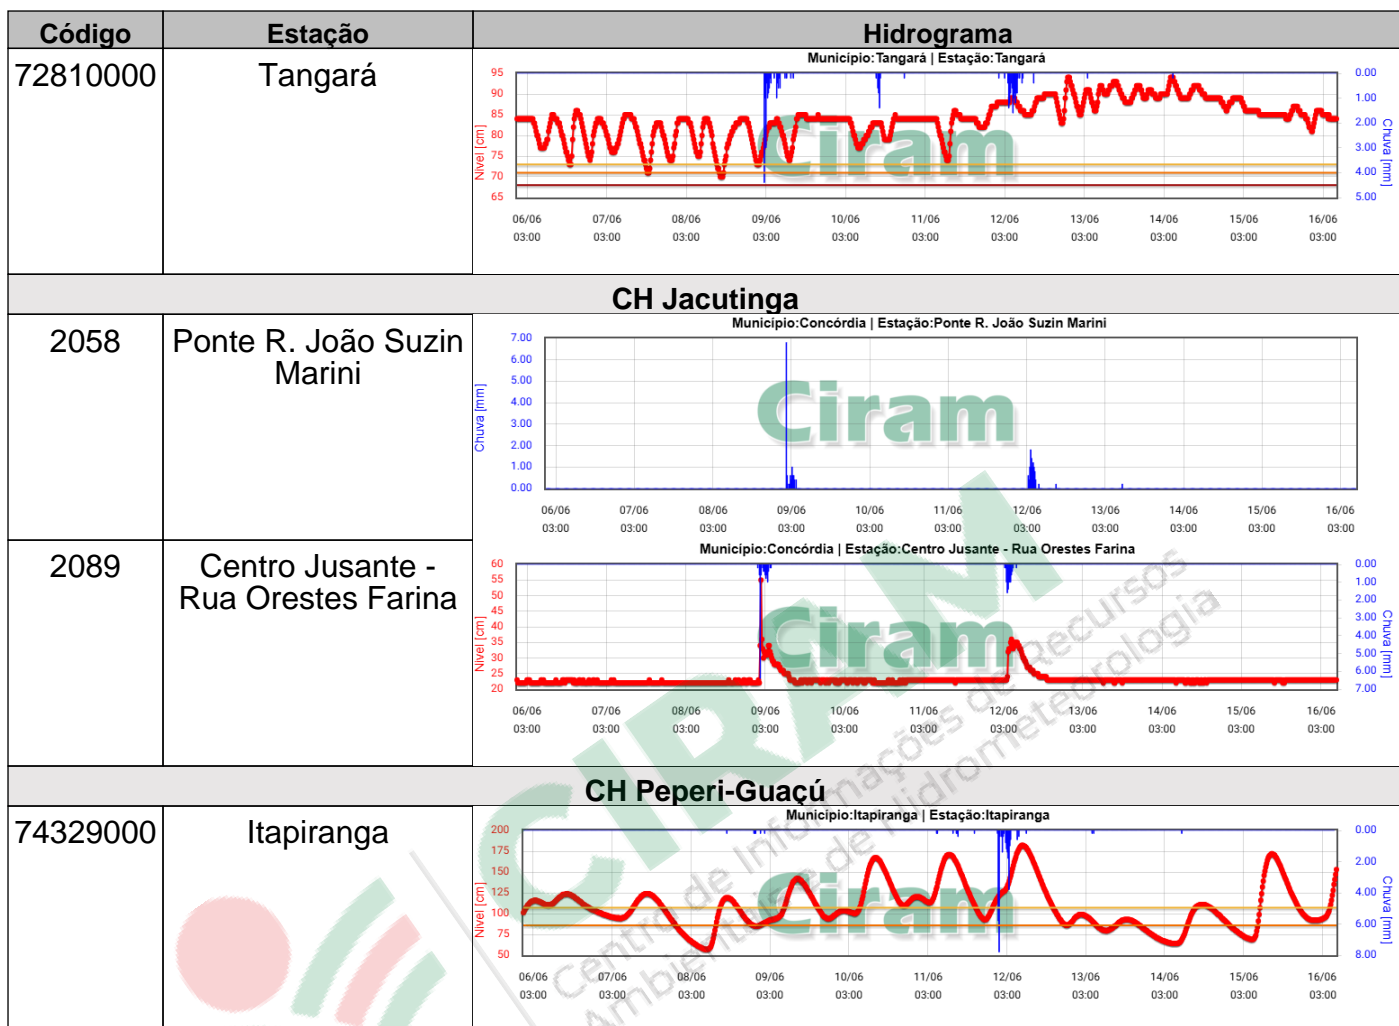 Código Estação Hidrograma
72810000 Tangará
Município:Tangará | Estação:Tangará
95 90 85 80 75 70 65
Nível [cm]
0.00 1.00 2.00 3.00 4.00 5.00
Chuva [mm]
Ciram
06/06 07/06 08/06 09/06 10/06 11/06 12/06 13/06 14/06 15/06 16/06
03:00 03:00 03:00 03:00 03:00 03:00 03:00 03:00 03:00 03:00 03:00
CH Jacutinga
2058 Ponte R. João Suzin
Marini
Município:Concórdia | Estação:Ponte R. João Suzin Marini
7.00 6.00 5.00 4.00 3.00 2.00 1.00 0.00
Chuva [mm]
Ciram
06/06 07/06 08/06 09/06 10/06 11/06 12/06 13/06 14/06 15/06 16/06
03:00 03:00 03:00 03:00 03:00 03:00 03:00 03:00 03:00 03:00 03:00
2089 Centro Jusante -
Rua Orestes Farina
Município:Concórdia | Estação:Centro Jusante - Rua Orestes Farina
60 55 50 45 40 35 30 25 20
Nível [cm]
0.00 1.00 2.00 3.00 4.00 5.00 6.00 7.00
Chuva [mm]
Ciram
06/06 07/06 08/06 09/06 10/06 11/06 12/06 13/06 14/06 15/06 16/06
03:00 03:00 03:00 03:00 03:00 03:00 03:00 03:00 03:00 03:00 03:00
CH Peperi-Guaçú
74329000 Itapiranga
Município:Itapiranga | Estação:Itapiranga
200 175 150 125 100 75 50
Nível [cm]
0.00 2.00 4.00 6.00 8.00
Chuva [mm]
Ciram
06/06 07/06 08/06 09/06 10/06 11/06 12/06 13/06 14/06 15/06 16/06
03:00 03:00 03:00 03:00 03:00 03:00 03:00 03:00 03:00 03:00 03:00
CIRAM
Centro de Informações de Recursos
Ambientais e de Hidrometeorologia